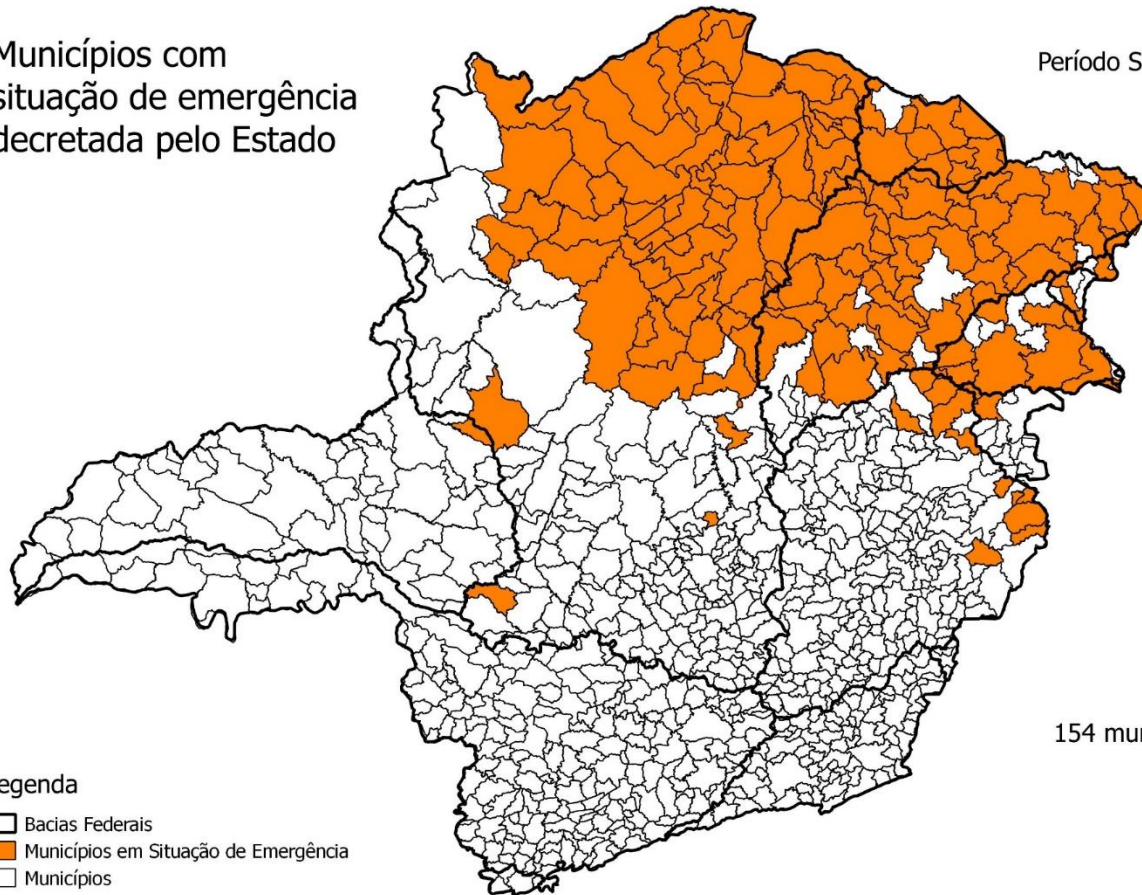 Municípios com
situação de emergência
decretada pelo Estado
Período S
154 mu
egenda
Bacias Federais
Municípios em Situação de Emergência
Municípios